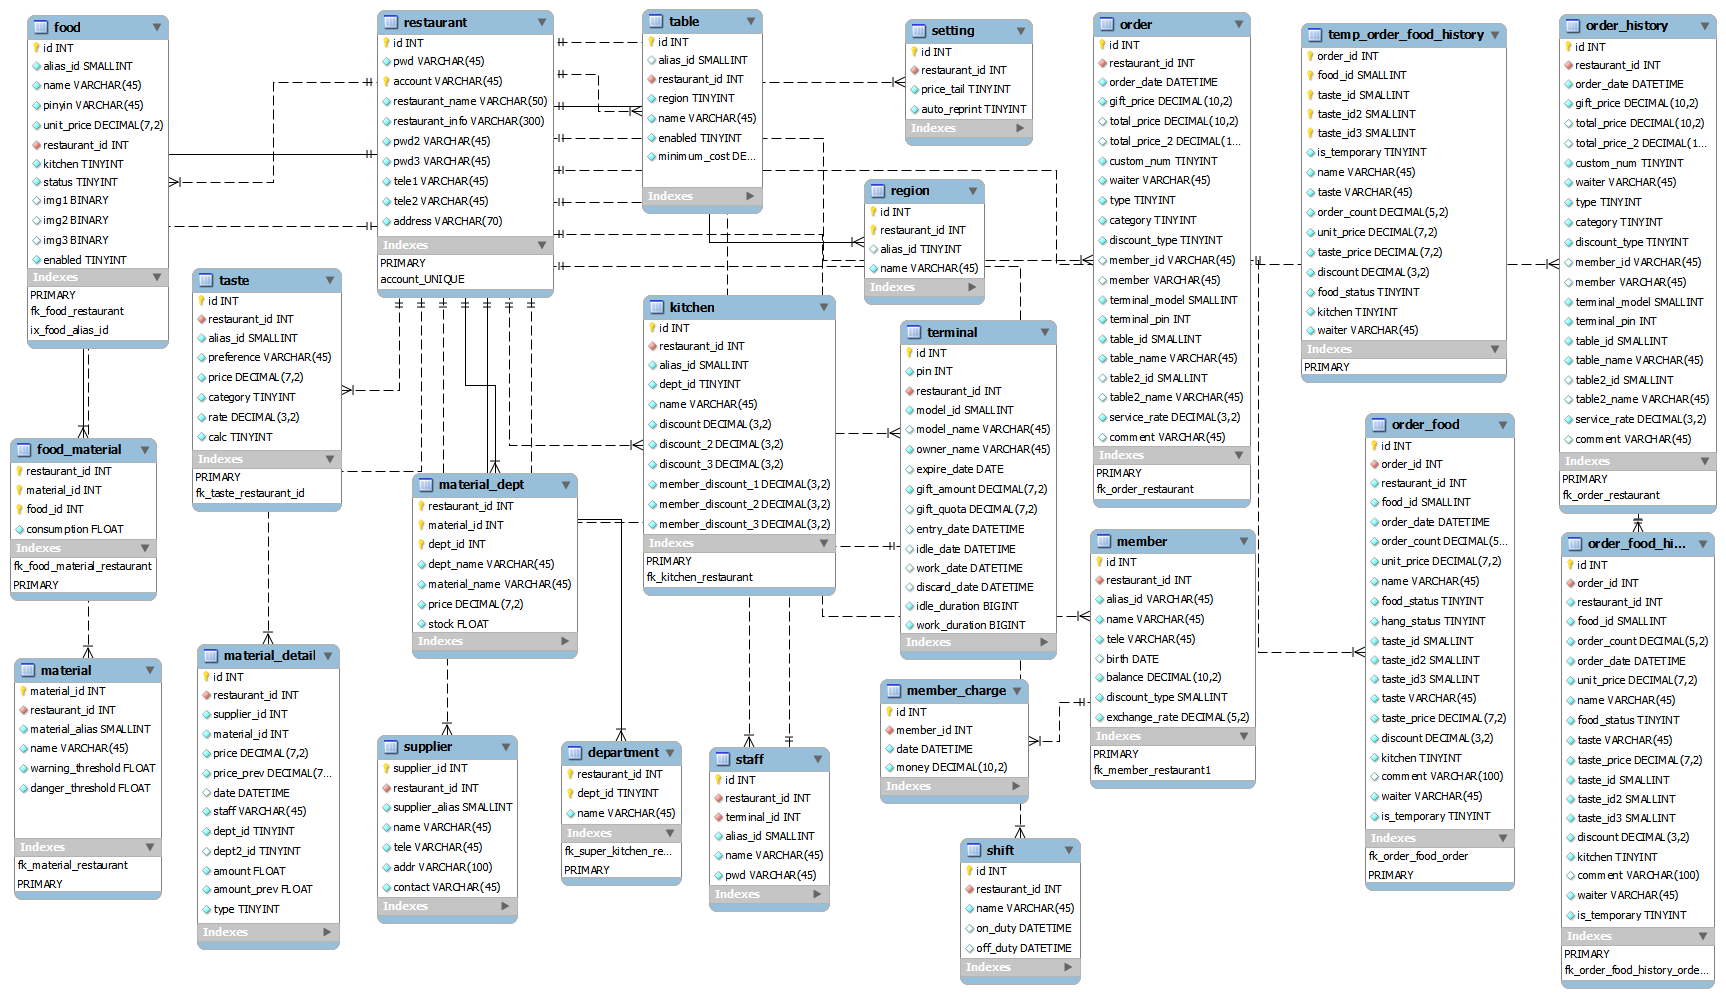 food
id INT
alias_id SMALLINT
name VARCHAR(45)
pinyin VARCHAR(45)
unit_price DECIMAL(7,2)
restaurant_id INT
kitchen TINYINT
status TINYINT
img1 BINARY
img2 BINARY
img3 BINARY
enabled TINYINT
Indexes
PRIMARY
fk_food_restaurant
ix_food_alias_id
restaurant
id INT
pwd VARCHAR(45)
account VARCHAR(45)
restaurant_name VARCHAR(50)
restaurant_info VARCHAR(300)
pwd2 VARCHAR(45)
pwd3 VARCHAR(45)
tele1 VARCHAR(45)
tele2 VARCHAR(45)
address VARCHAR(70)
Indexes
PRIMARY
account_UNIQUE
table
id INT
alias_id SMALLINT
restaurant_id INT
region TINYINT
name VARCHAR(45)
enabled TINYINT
minimum_cost DE...
Indexes
setting
id INT
restaurant_id INT
price_tail TINYINT
auto_reprint TINYINT
Indexes
region
id INT
restaurant_id INT
alias_id TINYINT
name VARCHAR(45)
Indexes
order
id INT
restaurant_id INT
order_date DATETIME
gift_price DECIMAL(10,2)
total_price DECIMAL(10,2)
total_price_2 DECIMAL(1...
custom_num TINYINT
waiter VARCHAR(45)
type TINYINT
category TINYINT
discount_type TINYINT
member_id VARCHAR(45)
member VARCHAR(45)
terminal_model SMALLINT
terminal_pin INT
table_id SMALLINT
table_name VARCHAR(45)
table2_id SMALLINT
table2_name VARCHAR(45)
service_rate DECIMAL(3,2)
comment VARCHAR(45)
Indexes
PRIMARY
fk_order_restaurant
temp_order_food_history
order_id INT
food_id SMALLINT
taste_id SMALLINT
taste_id2 SMALLINT
taste_id3 SMALLINT
is_temporary TINYINT
name VARCHAR(45)
taste VARCHAR(45)
order_count DECIMAL(5,2)
unit_price DECIMAL(7,2)
taste_price DECIMAL(7,2)
discount DECIMAL(3,2)
food_status TINYINT
kitchen TINYINT
waiter VARCHAR(45)
Indexes
PRIMARY
order_history
id INT
restaurant_id INT
order_date DATETIME
gift_price DECIMAL(10,2)
total_price DECIMAL(10,2)
total_price_2 DECIMAL(1...
custom_num TINYINT
waiter VARCHAR(45)
type TINYINT
category TINYINT
discount_type TINYINT
member_id VARCHAR(45)
member VARCHAR(45)
terminal_model SMALLINT
terminal_pin INT
table_id SMALLINT
table_name VARCHAR(45)
table2_id SMALLINT
table2_name VARCHAR(45)
service_rate DECIMAL(3,2)
comment VARCHAR(45)
Indexes
PRIMARY
fk_order_restaurant
taste
id INT
restaurant_id INT
alias_id SMALLINT
preference VARCHAR(45)
price DECIMAL(7,2)
category TINYINT
rate DECIMAL(3,2)
calc TINYINT
Indexes
PRIMARY
fk_taste_restaurant_id
kitchen
id INT
restaurant_id INT
alias_id SMALLINT
dept_id TINYINT
name VARCHAR(45)
discount DECIMAL(3,2)
discount_2 DECIMAL(3,2)
discount_3 DECIMAL(3,2)
member_discount_1 DECIMAL(3,2)
member_discount_2 DECIMAL(3,2)
member_discount_3 DECIMAL(3,2)
Indexes
PRIMARY
fk_kitchen_restaurant
terminal
id INT
pin INT
restaurant_id INT
model_id SMALLINT
model_name VARCHAR(45)
owner_name VARCHAR(45)
expire_date DATE
gift_amount DECIMAL(7,2)
gift_quota DECIMAL(7,2)
entry_date DATETIME
idle_date DATETIME
work_date DATETIME
discard_date DATETIME
idle_duration BIGINT
work_duration BIGINT
Indexes
food_material
restaurant_id INT
material_id INT
food_id INT
consumption FLOAT
Indexes
fk_food_material_restaurant
PRIMARY
material_dept
restaurant_id INT
material_id INT
dept_id INT
dept_name VARCHAR(45)
material_name VARCHAR(45)
price DECIMAL(7,2)
stock FLOAT
Indexes
member
id INT
restaurant_id INT
alias_id VARCHAR(45)
name VARCHAR(45)
tele VARCHAR(45)
birth DATE
balance DECIMAL(10,2)
discount_type SMALLINT
exchange_rate DECIMAL(5,2)
Indexes
PRIMARY
fk_member_restaurant1
order_food
id INT
order_id INT
restaurant_id INT
food_id SMALLINT
order_date DATETIME
order_count DECIMAL(5...
unit_price DECIMAL(7,2)
name VARCHAR(45)
food_status TINYINT
hang_status TINYINT
taste_id SMALLINT
taste_id2 SMALLINT
taste_id3 SMALLINT
taste VARCHAR(45)
taste_price DECIMAL(7,2)
discount DECIMAL(3,2)
kitchen TINYINT
comment VARCHAR(100)
waiter VARCHAR(45)
is_temporary TINYINT
Indexes
fk_order_food_order
PRIMARY
order_food_hi...
id INT
order_id INT
restaurant_id INT
food_id SMALLINT
order_count DECIMAL(5,2)
order_date DATETIME
unit_price DECIMAL(7,2)
name VARCHAR(45)
food_status TINYINT
taste VARCHAR(45)
taste_price DECIMAL(7,2)
taste_id SMALLINT
taste_id2 SMALLINT
taste_id3 SMALLINT
discount DECIMAL(3,2)
kitchen TINYINT
comment VARCHAR(100)
waiter VARCHAR(45)
is_temporary TINYINT
Indexes
PRIMARY
fk_order_food_history_orde...
material
material_id INT
restaurant_id INT
material_alias SMALLINT
name VARCHAR(45)
warning_threshold FLOAT
danger_threshold FLOAT
Indexes
fk_material_restaurant
PRIMARY
material_detail
id INT
restaurant_id INT
supplier_id INT
material_id INT
price DECIMAL(7,2)
price_prev DECIMAL(7...
date DATETIME
staff VARCHAR(45)
dept_id TINYINT
dept2_id TINYINT
amount FLOAT
amount_prev FLOAT
type TINYINT
Indexes
supplier
supplier_id INT
restaurant_id INT
supplier_alias SMALLINT
name VARCHAR(45)
tele VARCHAR(45)
addr VARCHAR(100)
contact VARCHAR(45)
Indexes
department
restaurant_id INT
dept_id TINYINT
name VARCHAR(45)
Indexes
fk_super_kitchen_re...
PRIMARY
staff
id INT
restaurant_id INT
terminal_id INT
alias_id SMALLINT
name VARCHAR(45)
pwd VARCHAR(45)
Indexes
member_charge
id INT
member_id INT
date DATETIME
money DECIMAL(10,2)
Indexes
shift
id INT
restaurant_id INT
name VARCHAR(45)
on_duty DATETIME
off_duty DATETIME
Indexes